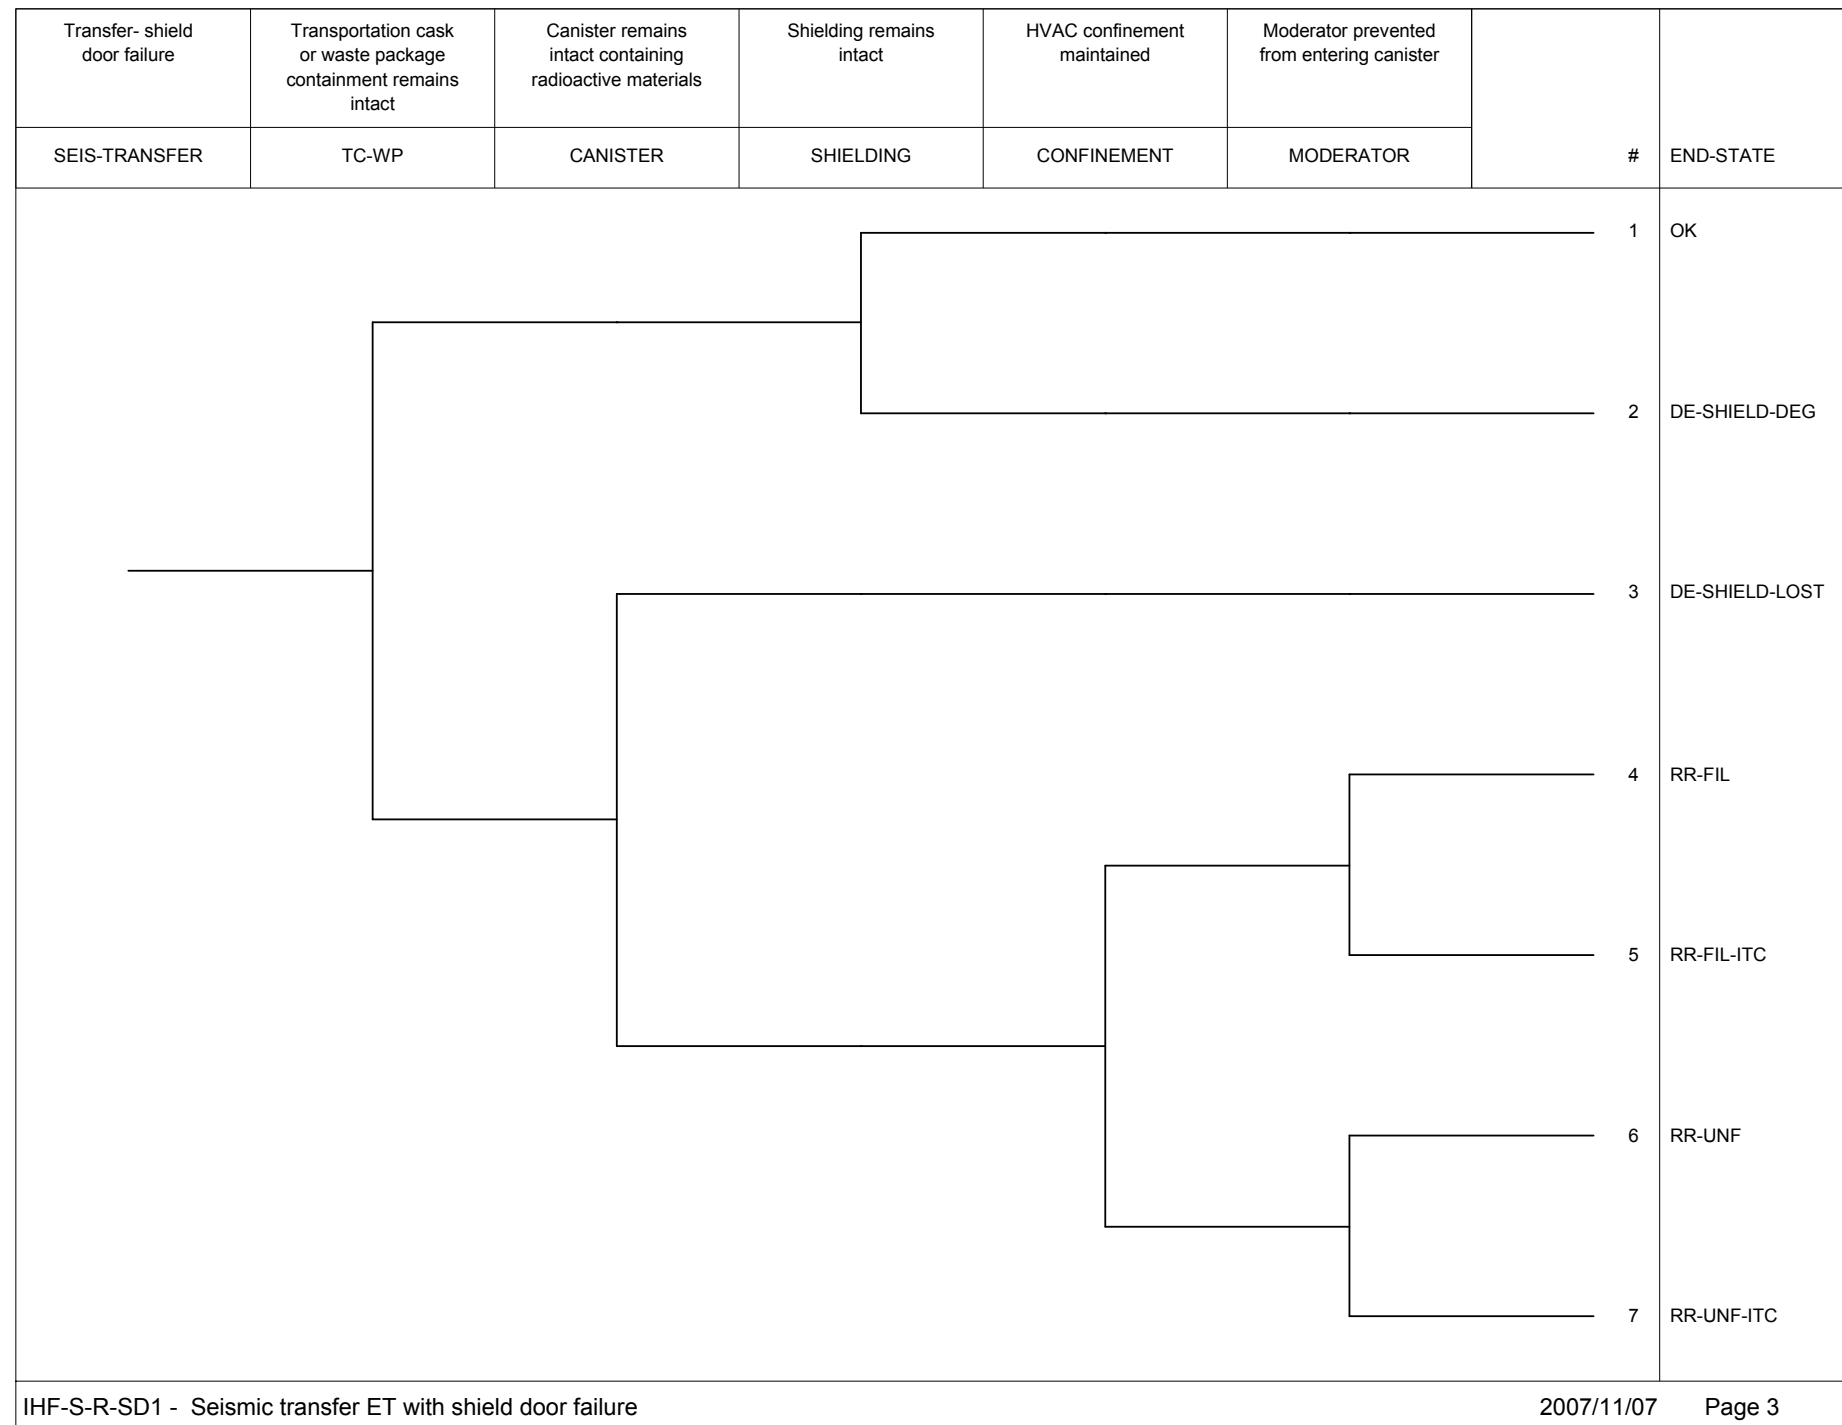 Transfer- shield
door failure
Transportation cask
or waste package
containment remains
intact
Canister remains
intact containing
radioactive materials
Shielding remains
intact
HVAC confinement
maintained
Moderator prevented
from entering canister
SEIS-TRANSFER
TC-WP
CANISTER
SHIELDING
CONFINEMENT
MODERATOR
#
END-STATE
1 OK
2 DE-SHIELD-DEG
3 DE-SHIELD-LOST
4 RR-FIL
5 RR-FIL-ITC
6 RR-UNF
7 RR-UNF-ITC
IHF-S-R-SD1 - Seismic transfer ET with shield door failure
2007/11/07 Page 3